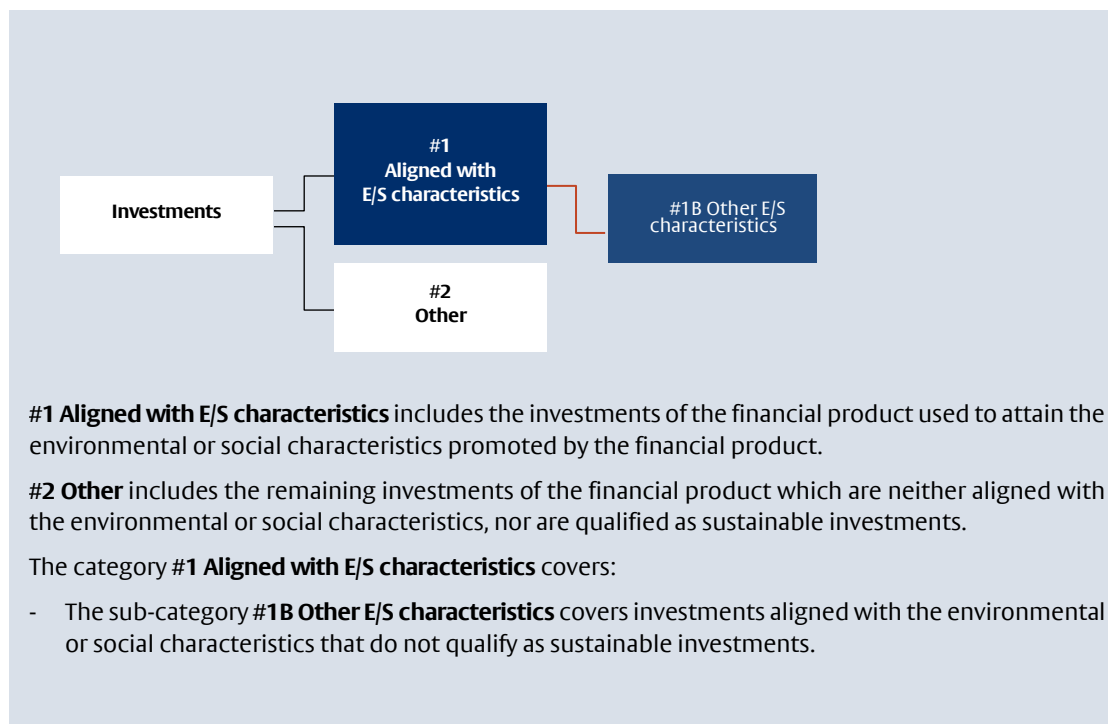 #1
Aligned with
E/S characteristics
Investments
#1B Other E/S
characteristics
#2
Other
#1 Aligned with E/S characteristics includes the investments of the financial product used to attain the
environmental or social characteristics promoted by the financial product.
#2 Other includes the remaining investments of the financial product which are neither aligned with
the environmental or social characteristics, nor are qualified as sustainable investments.
The category #1 Aligned with E/S characteristics covers:
- The sub-category #1B Other E/S characteristics covers investments aligned with the environmental
or social characteristics that do not qualify as sustainable investments.